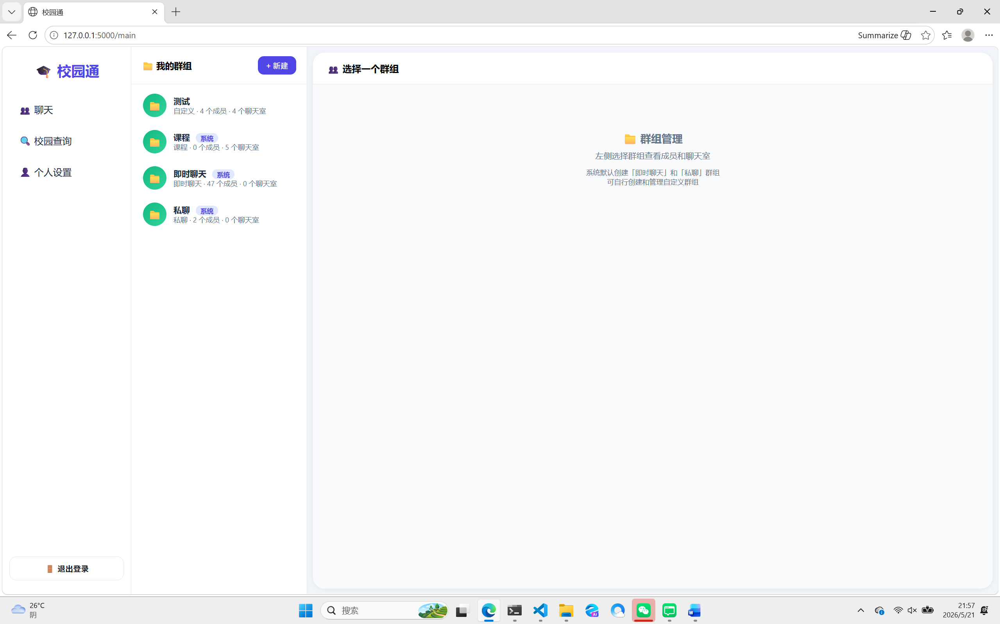 校园通
127.0.0.1:5000/main
Summarize
校园通
聊天
校园查询
个人设置
退出登录
我的群组
+ 新建
测试
自定义 · 4 个成员 · 4 个聊天室
课程 系统
课程 · 0 个成员 · 5 个聊天室
即时聊天 系统
即时聊天 · 47 个成员 · 0 个聊天室
私聊 系统
私聊 · 2 个成员 · 0 个聊天室
选择一个群组
群组管理
左侧选择群组查看成员和聊天室
系统默认创建「即时聊天」和「私聊」群组
可自行创建和管理自定义群组
26°C
阴
搜索
AI
W
21:57
2026/5/21